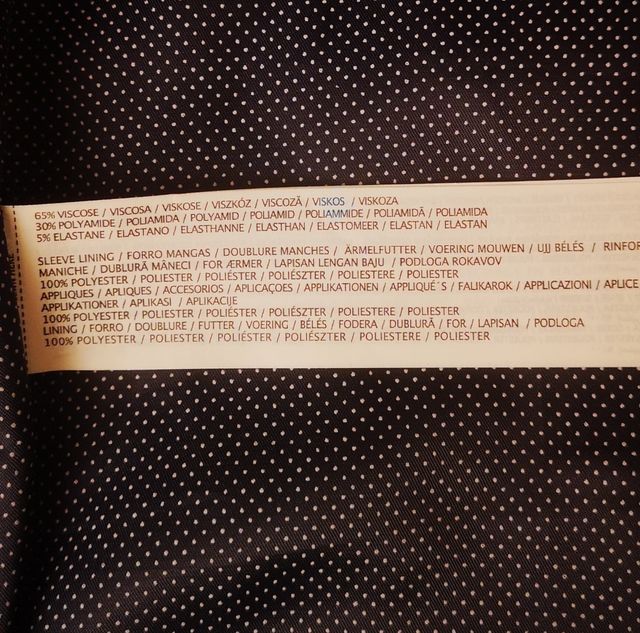 65% VISCOSE / VISCOSA / VISKOSE / VISZKÓZ / VISCOZĂ / VISKOS / VISKOZA
30% POLYAMIDE / POLIAMIDA / POLYAMID / POLIAMID / POLIAMMIDE / POLIAMIDĂ / POLIAMIDA
5% ELASTANE / ELASTANO / ELASTHANNE / ELASTHAN / ELASTOMEER / ELASTAN / ELASTAN
SLEEVE LINING / FORRO MANGAS / DOUBLURE MANCHES / ÄRMELFUTTER / VOERING MOUWEN / UJJ BÉLÉS / RINFOR
MANICHE / DUBLURĂ MÂNECI / FOR ÆRMER / LAPISAN LENGAN BAJU / PODLOGA ROKAVOV
100% POLYESTER / POLIESTER / POLIÉSTER / POLIÉSZTER / POLIESTERE / POLIESTER
APPLIQUES / APLIQUES / ACCESORIOS / APLICAÇOES / APPLIKATIONEN / APPLIQUÉ´S / FALIKAROK / APPLICAZIONI / APLICE
APPLIKATIONER / APLIKASI / APLIKACIJE
100% POLYESTER / POLIESTER / POLIÉSTER / POLIÉSZTER / POLIESTERE / POLIESTER
LINING / FORRO / DOUBLURE / FUTTER / VOERING / BÉLÉS / FODERA / DUBLURĂ / FOR / LAPISAN / PODLOGA
100% POLYESTER / POLIESTER / POLIÉSTER / POLIÉSZTER / POLIESTERE / POLIESTER